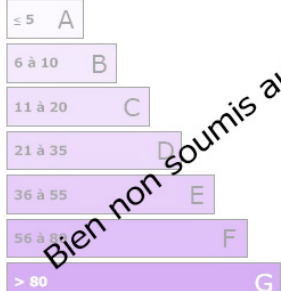 ≤ 5 A
6 à 10 B
11 à 20 C
21 à 35 D
36 à 55 E
56 à 80 F
> 80 G
Bien non soumis